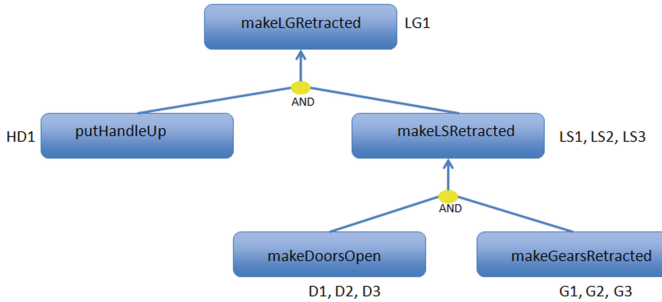 makeLGRetracted LG1
AND
HD1 putHandleUp makeLSRetracted LS1, LS2, LS3
AND
makeDoorsOpen makeGearsRetracted
D1, D2, D3 G1, G2, G3